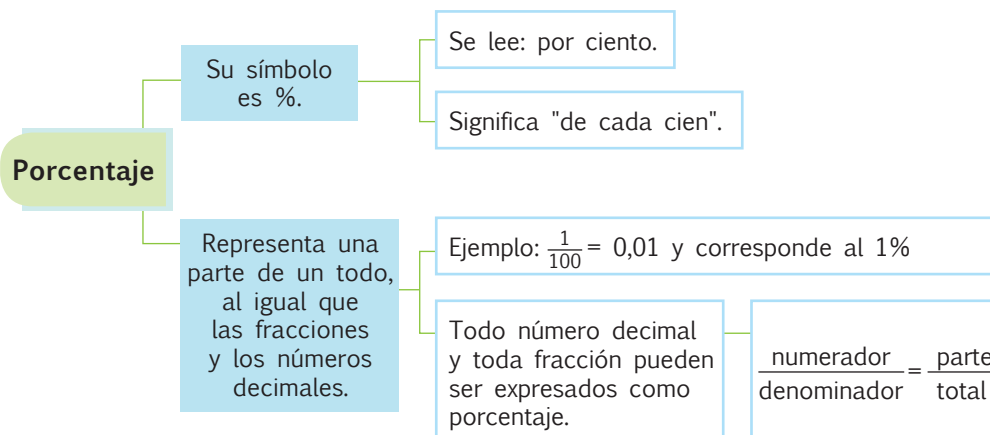 Porcentaje
Su símbolo
es %.
Se lee: por ciento.
Significa "de cada cien".
Representa una
parte de un todo,
al igual que
las fracciones
y los números
decimales.
Ejemplo: 1/100 = 0,01 y corresponde al 1%
Todo número decimal
y toda fracción pueden
ser expresados como
porcentaje.
numerador/denominador = parte/total